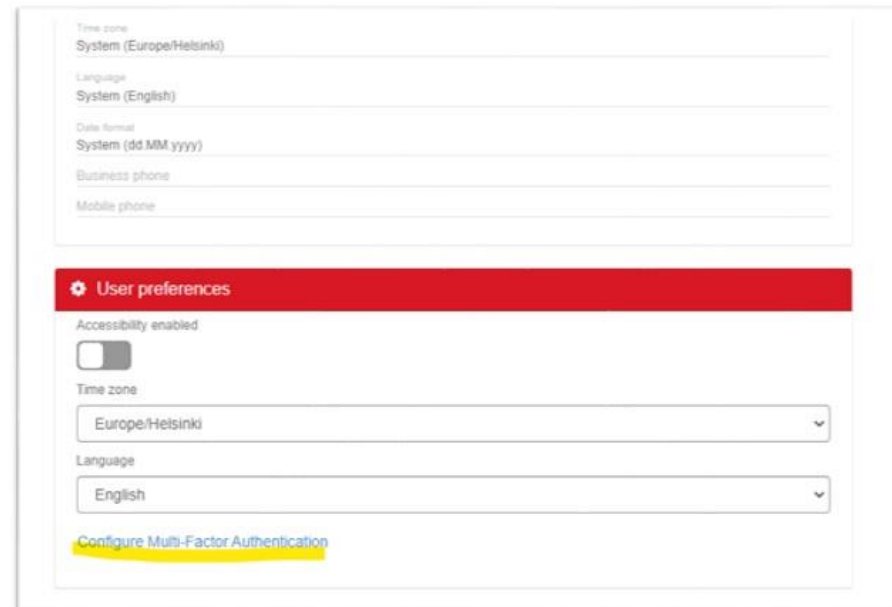 Time zone
System (Europe/Helsinki)
Language
System (English)
Date format
System (dd.MM.yyyy)
Business phone
Mobile phone
User preferences
Accessibility enabled
Time zone
Europe/Helsinki
Language
English
Configure Multi-Factor Authentication